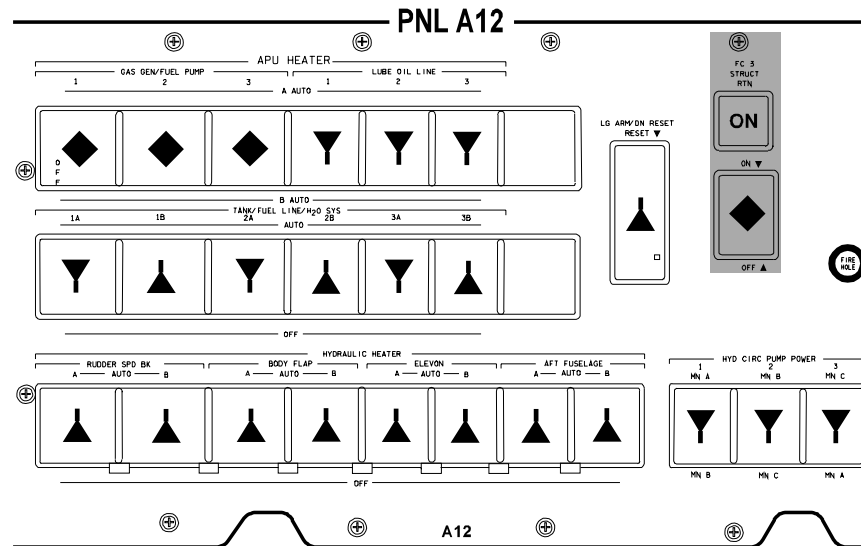 PNL A12
APU HEATER
GAS GEN/FUEL PUMP
LUBE OIL LINE
1 2 3 1 2 3
A AUTO
OFF
B AUTO
TANK/FUEL LINE/H2O SYS
1A 1B 2A 2B 3A 3B
AUTO
OFF
LG ARM/DN RESET
RESET ▼
FC 3
STRUCT
RTN
ON
ON ▼
OFF ▲
FIRE
HOLE
HYDRAULIC HEATER
RUDDER SPD BK BODY FLAP ELEVON AFT FUSELAGE
A AUTO B A AUTO B A AUTO B A AUTO B
OFF
HYD CIRC PUMP POWER
1 2 3
MN A MN B MN C
MN B MN C MN A
A12